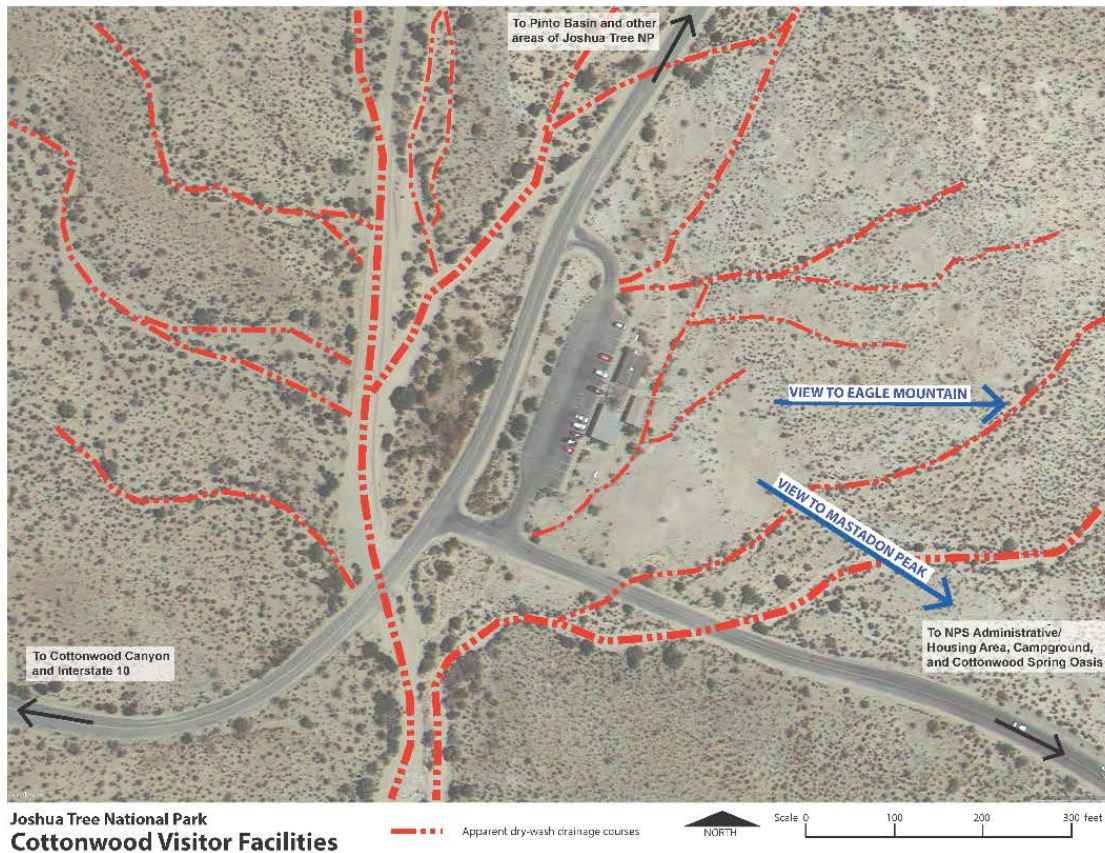 To Pinto Basin and other
areas of Joshua Tree NP
VIEW TO EAGLE MOUNTAIN
VIEW TO MASTADON PEAK
To NPS Administrative/
Housing Area, Campground,
and Cottonwood Spring Oasis
To Cottonwood Canyon
and Interstate 10
Joshua Tree National Park
Cottonwood Visitor Facilities
Apparent dry-wash drainage courses
NORTH
Scale 0 100 200 300 feet